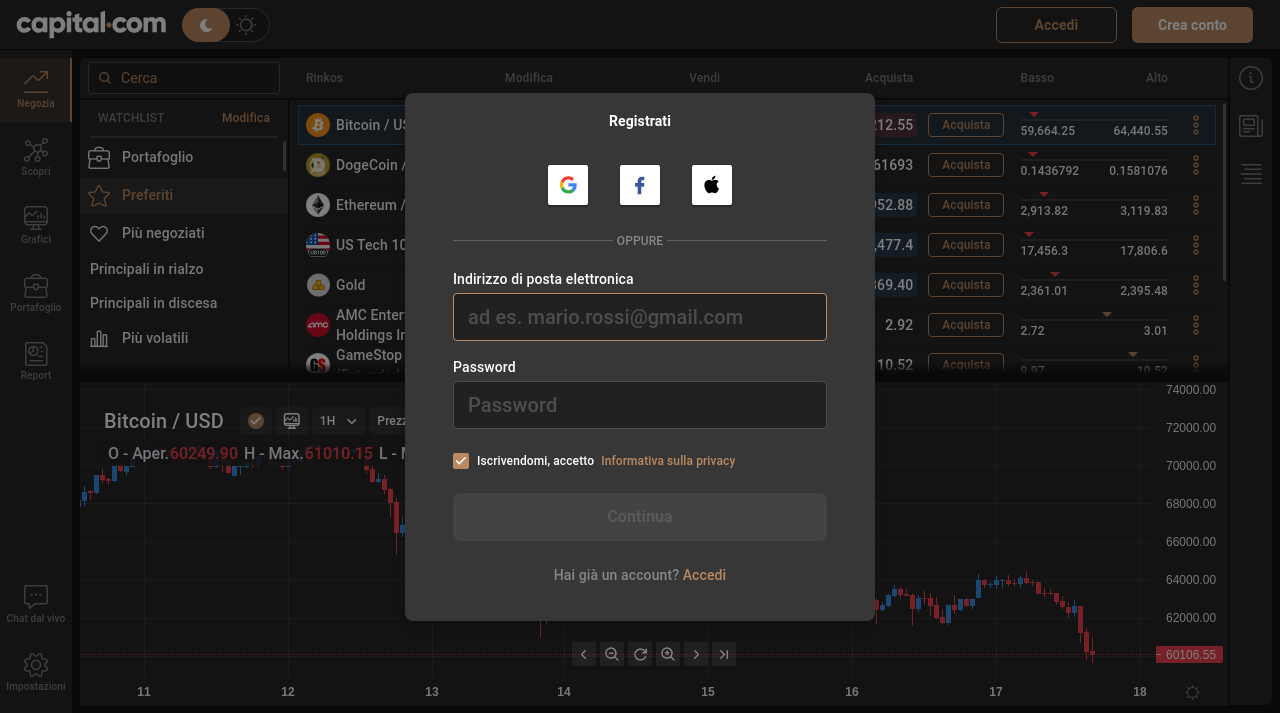 capital.com
Accedi
Crea conto
Negozia
Scopri
Grafici
Portafoglio
Report
Chat dal vivo
Impostazioni
Cerca
WATCHLIST Modifica
Portafoglio
Preferiti
Più negoziati
Principali in rialzo
Principali in discesa
Più volatili
Rinkos Modifica Vendi Acquista Basso Alto
Bitcoin / US 212.55 Acquista 59,664.25 64,440.55
DogeCoin / 61693 Acquista 0.1436792 0.1581076
Ethereum / 952.88 Acquista 2,913.82 3,119.83
US Tech 10 ,477.4 Acquista 17,456.3 17,806.6
Gold 369.40 Acquista 2,361.01 2,395.48
AMC Enter
Holdings In
2.92 Acquista 2.72 3.01
GameStop
(Extended
10.52 Acquista 9.97 10.52
Registrati
OPPURE
Indirizzo di posta elettronica
ad es. mario.rossi@gmail.com
Password
Password
Iscrivendomi, accetto Informativa sulla privacy
Continua
Hai già un account? Accedi
Bitcoin / USD 1H Prezz
O - Aper.60249.90 H - Max.61010.15 L - M
74000.00
72000.00
70000.00
68000.00
66000.00
64000.00
62000.00
60106.55
11 12 13 14 15 16 17 18